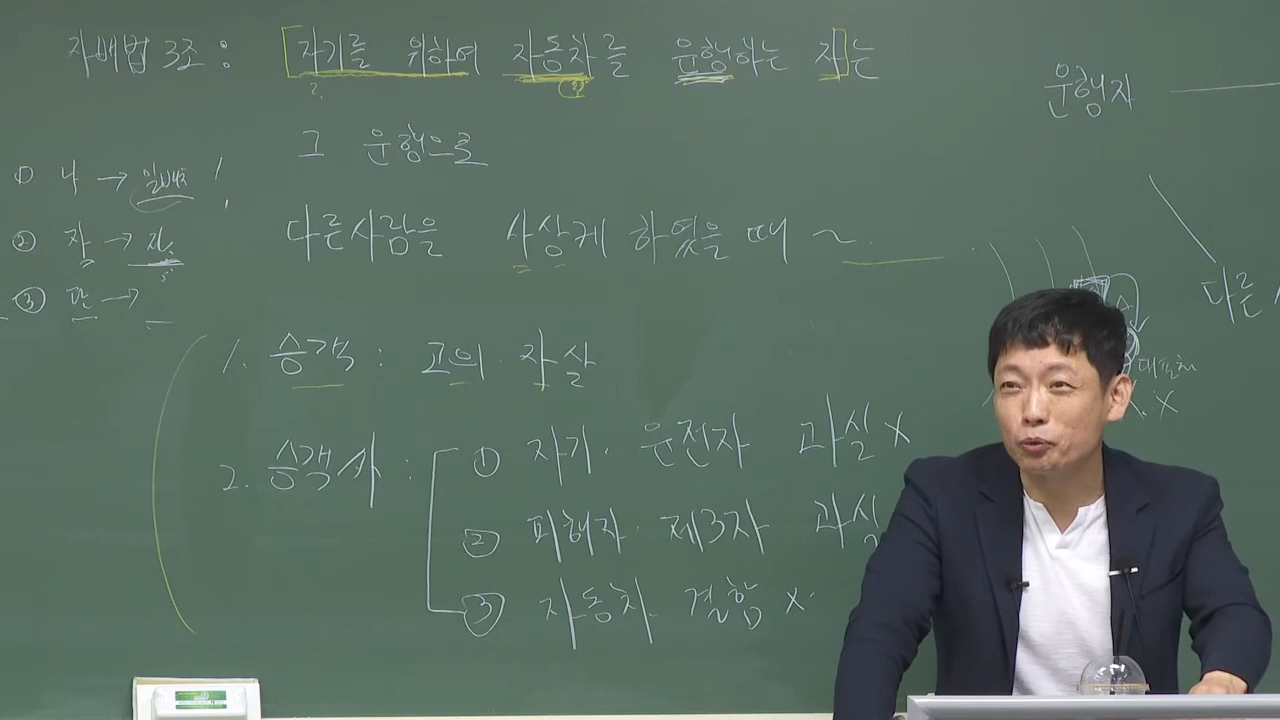 자배법 3조 : [자기를 위하여 자동차를 운행하는 자]는
?.
그 운행으로
다른사람을 사상케 하였을 때 ~
1. 승객 : 고의·자살
2. 승객 外 : ① 자기·운전자 과실 x
② 피해자·제3자 과실
③ 자동차 결함 x
① 나 →
② 참 →
③ 판 →
운행자
다른